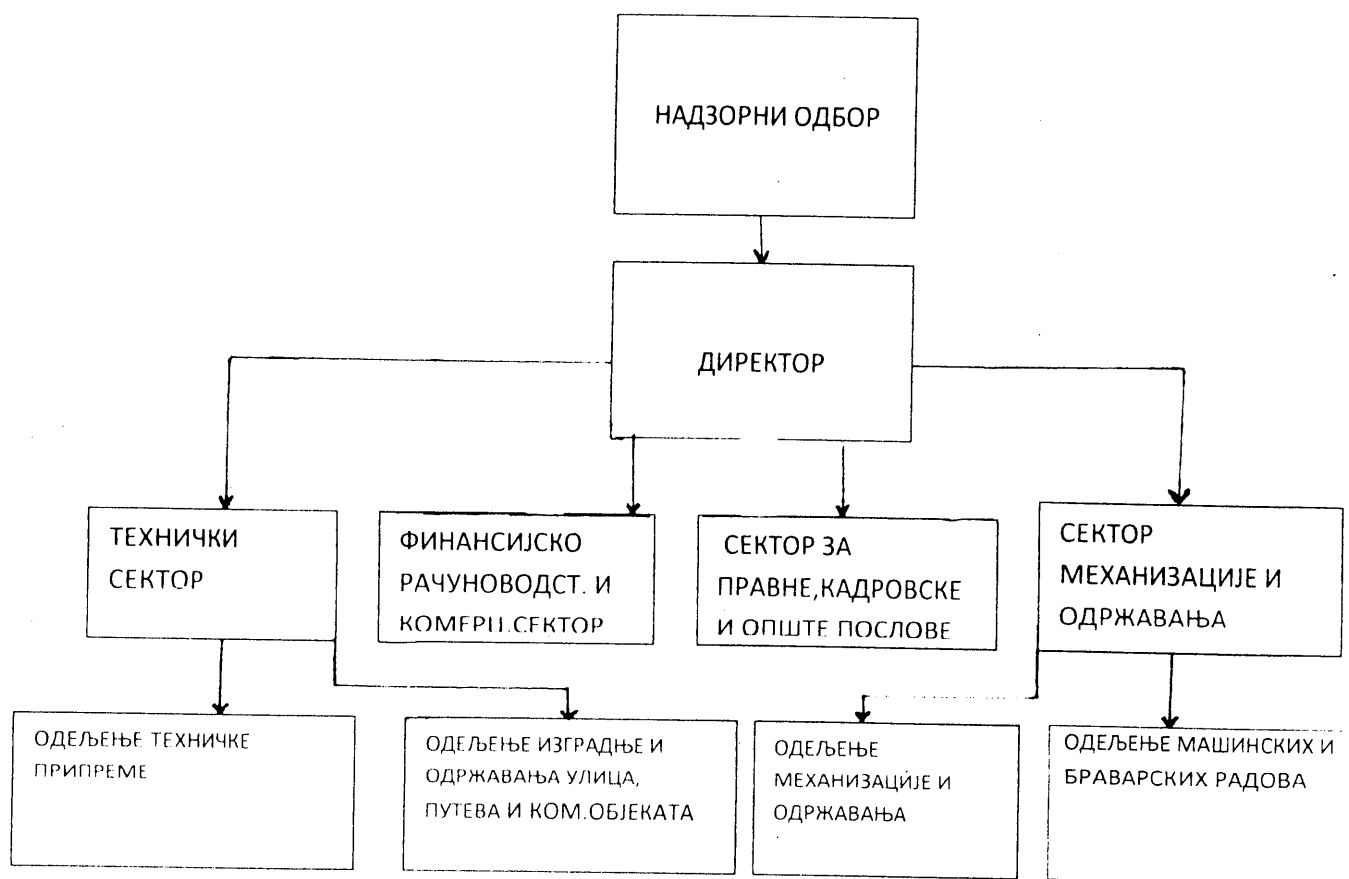 НАДЗОРНИ ОДБОР
ДИРЕКТОР
ТЕХНИЧКИ
СЕКТОР
ФИНАНСИЈСКО
РАЧУНОВОДСТ. И
КОМЕРЦ.СЕКТОР
СЕКТОР ЗА
ПРАВНЕ,КАДРОВСКЕ
И ОПШТЕ ПОСЛОВЕ
СЕКТОР
МЕХАНИЗАЦИЈЕ И
ОДРЖАВАЊА
ОДЕЉЕЊЕ ТЕХНИЧКЕ
ПРИПРЕМЕ
ОДЕЉЕЊЕ ИЗГРАДЊЕ И
ОДРЖАВАЊА УЛИЦА,
ПУТЕВА И КОМ.ОБЈЕКАТА
ОДЕЉЕЊЕ
МЕХАНИЗАЦИЈЕ И
ОДРЖАВАЊА
ОДЕЉЕЊЕ МАШИНСКИХ И
БРАВАРСКИХ РАДОВА